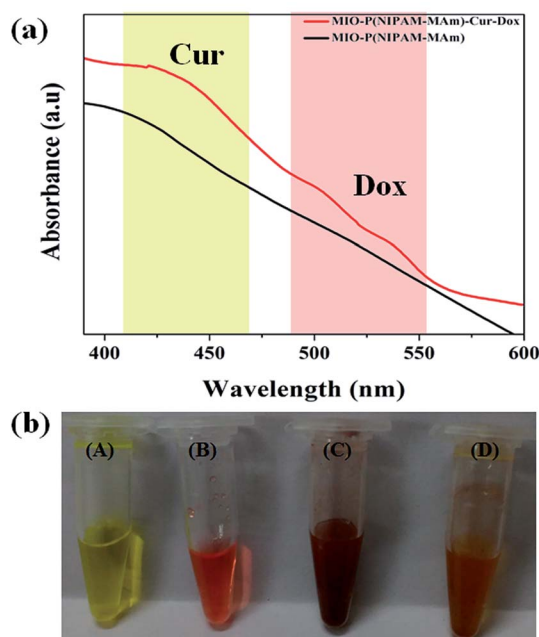 (a)
MIO-P(NIPAM-MAm)-Cur-Dox
MIO-P(NIPAM-MAm)
Cur
Dox
Absorbance (a.u)
400 450 500 550 600
Wavelength (nm)
(b)
(A) (B) (C) (D)